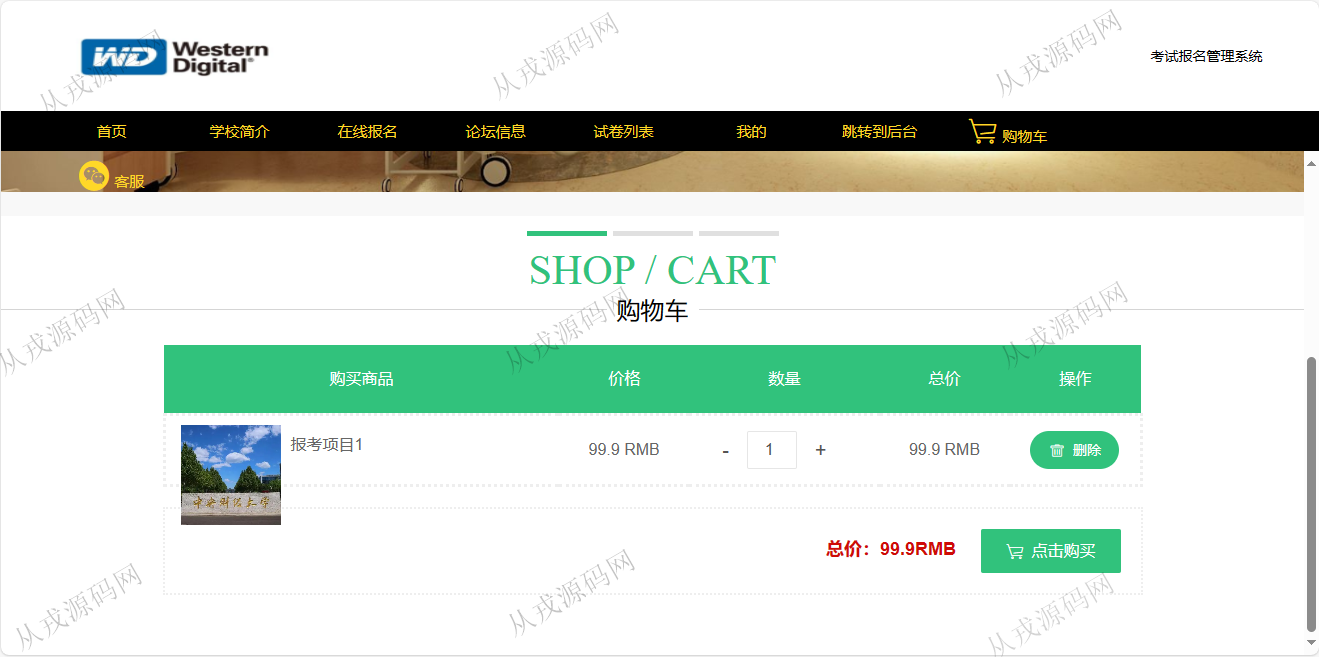 WD Western Digital®
考试报名管理系统
首页 学校简介 在线报名 论坛信息 试卷列表 我的 跳转到后台 购物车
客服
SHOP / CART
购物车
购买商品 价格 数量 总价 操作
报考项目1 99.9 RMB - 1 + 99.9 RMB 删除
总价：99.9RMB 点击购买
从戎源码网
从戎源码网
从戎源码网
从戎源码网
从戎源码网
从戎源码网
从戎源码网
从戎源码网
从戎源码网